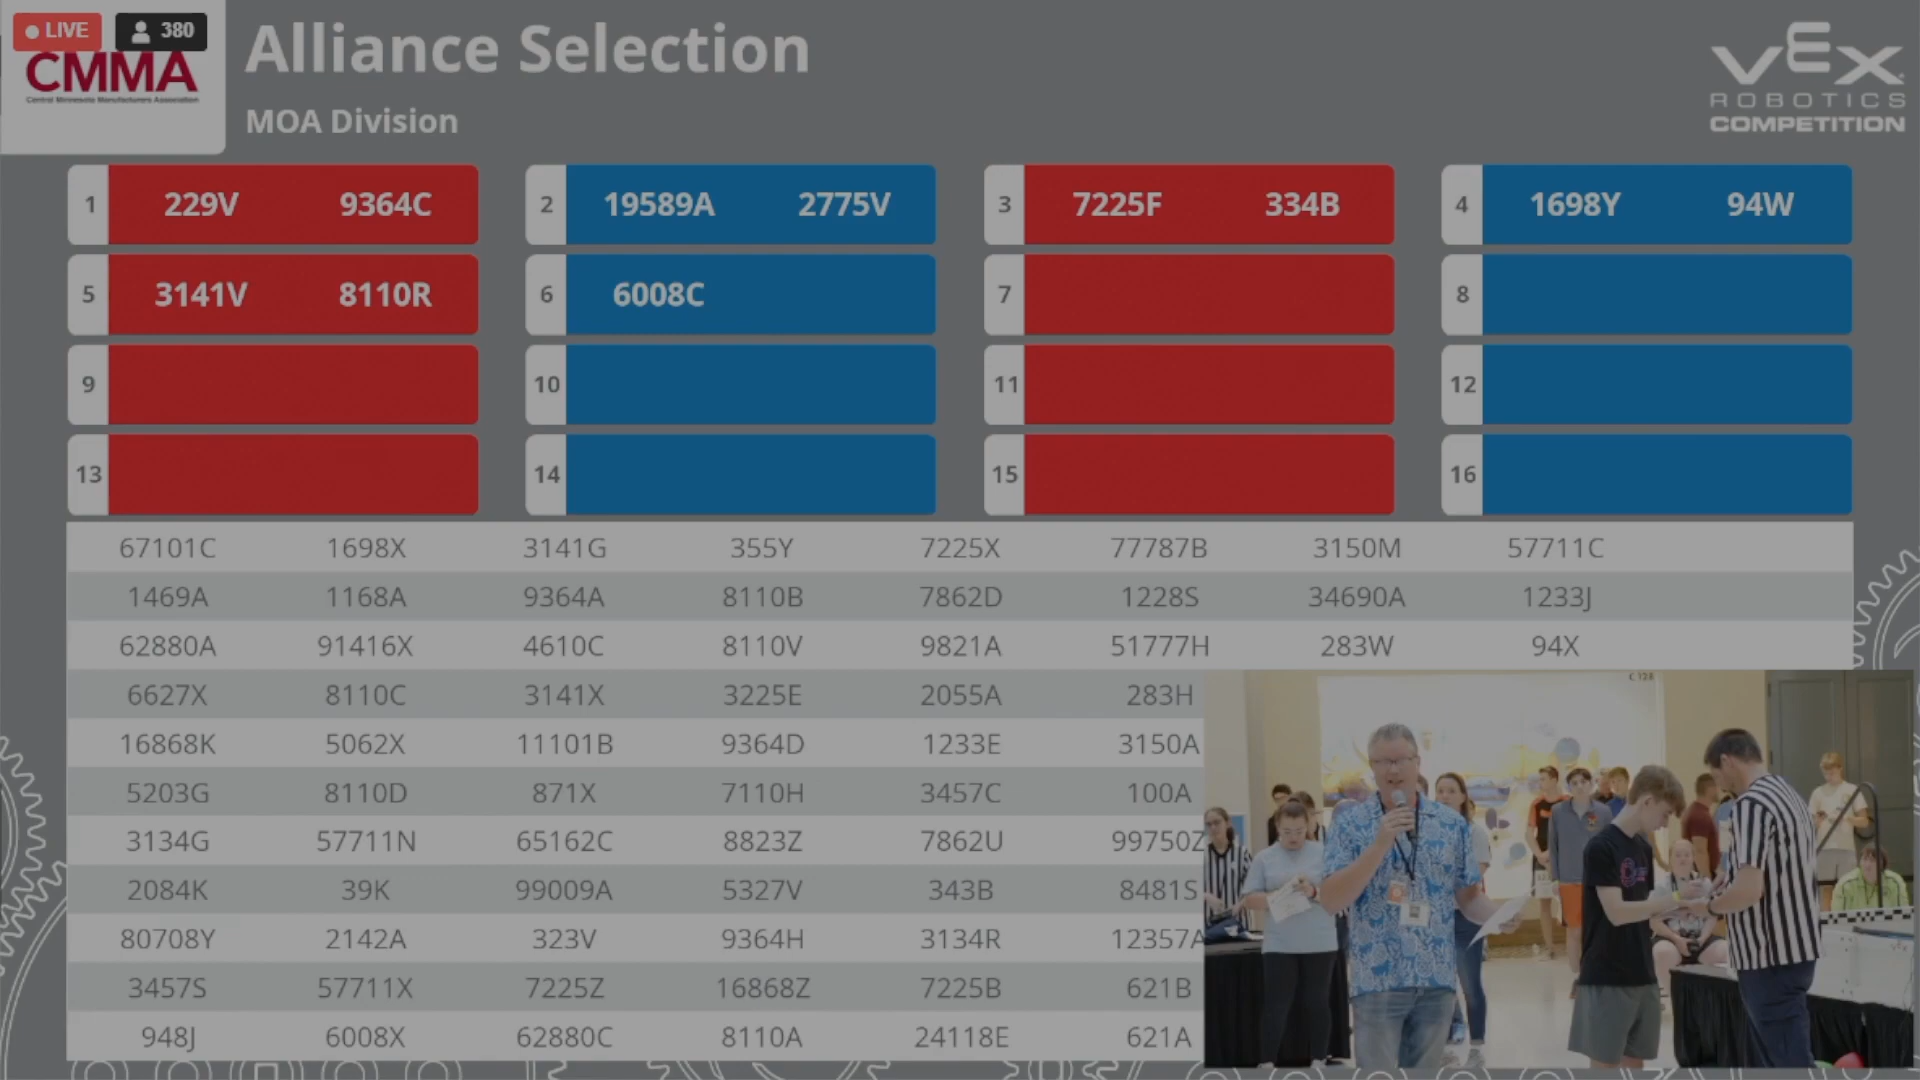 LIVE 380
CMMA
Central Minnesota Manufacturers Association
Alliance Selection
MOA Division
VEX
ROBOTICS
COMPETITION
1 229V 9364C 2 19589A 2775V 3 7225F 334B 4 1698Y 94W
5 3141V 8110R 6 6008C 7 8
9 10 11 12
13 14 15 16
67101C 1698X 3141G 355Y 7225X 77787B 3150M 57711C
1469A 1168A 9364A 8110B 7862D 1228S 34690A 1233J
62880A 91416X 4610C 8110V 9821A 51777H 283W 94X
6627X 8110C 3141X 3225E 2055A 283H
16868K 5062X 11101B 9364D 1233E 3150A
5203G 8110D 871X 7110H 3457C 100A
3134G 57711N 65162C 8823Z 7862U 99750Z
2084K 39K 99009A 5327V 343B 8481S
80708Y 2142A 323V 9364H 3134R 12357A
3457S 57711X 7225Z 16868Z 7225B 621B
948J 6008X 62880C 8110A 24118E 621A
C 128